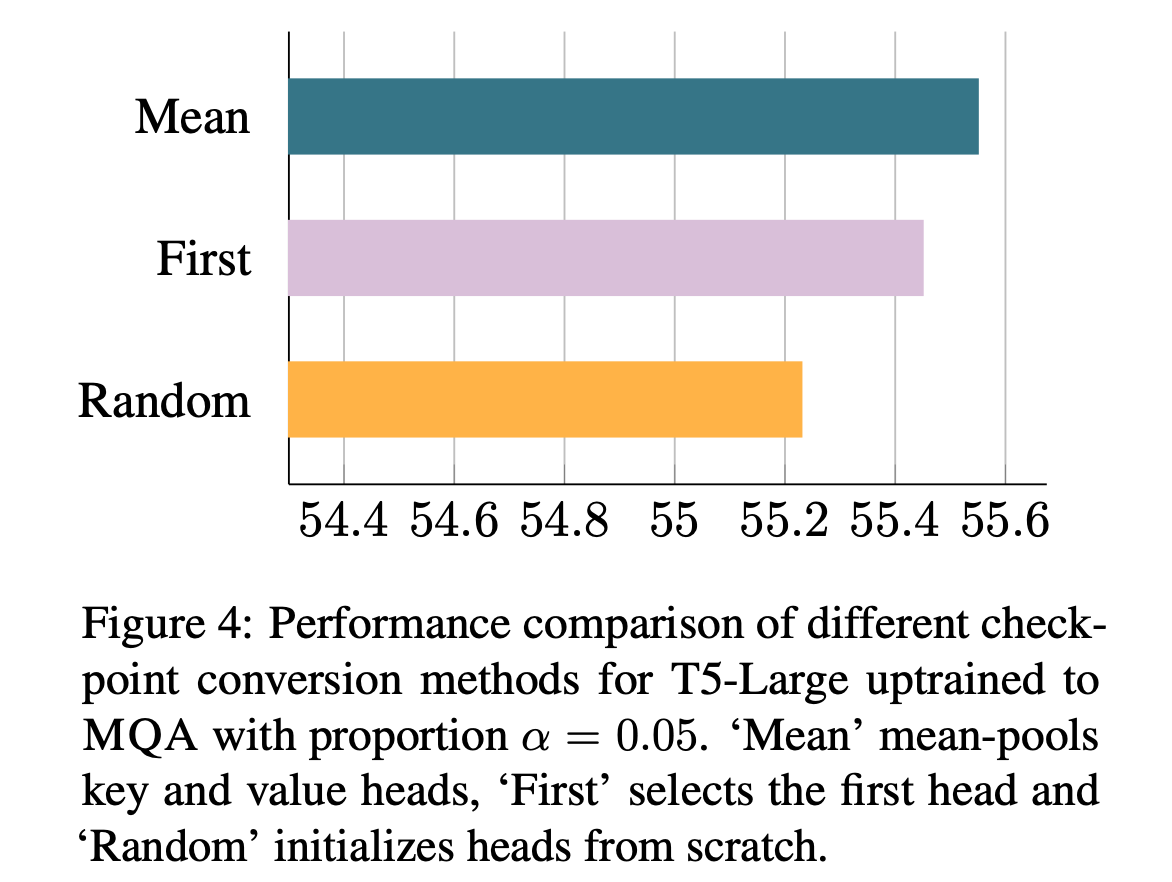 Mean
First
Random
54.4 54.6 54.8 55 55.2 55.4 55.6
Figure 4: Performance comparison of different check-
point conversion methods for T5-Large uptrained to
MQA with proportion α = 0.05. ‘Mean’ mean-pools
key and value heads, ‘First’ selects the first head and
‘Random’ initializes heads from scratch.